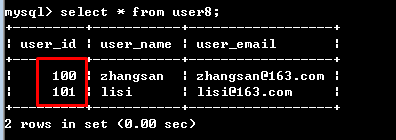 mysql> select * from user8;
+---------+-----------+------------------+
| user_id | user_name | user_email       |
+---------+-----------+------------------+
|     100 | zhangsan  | zhangsan@163.com |
|     101 | lisi      | lisi@163.com     |
+---------+-----------+------------------+
2 rows in set (0.00 sec)